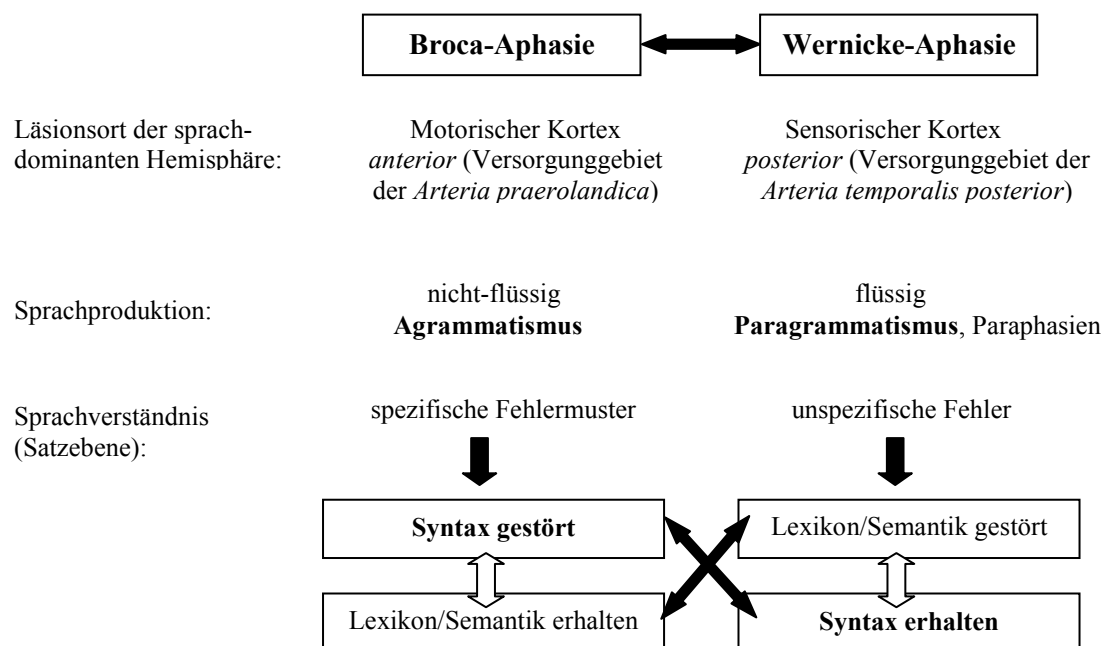 Broca-Aphasie
Wernicke-Aphasie
Läsionsort der sprach-
dominanten Hemisphäre:
Motorischer Kortex
anterior (Versorgunggebiet
der Arteria praerolandica)
Sensorischer Kortex
posterior (Versorgunggebiet der
Arteria temporalis posterior)
Sprachproduktion:
nicht-flüssig
Agrammatismus
flüssig
Paragrammatismus, Paraphasien
Sprachverständnis
(Satzebene):
spezifische Fehlermuster
unspezifische Fehler
Syntax gestört
Lexikon/Semantik gestört
Lexikon/Semantik erhalten
Syntax erhalten